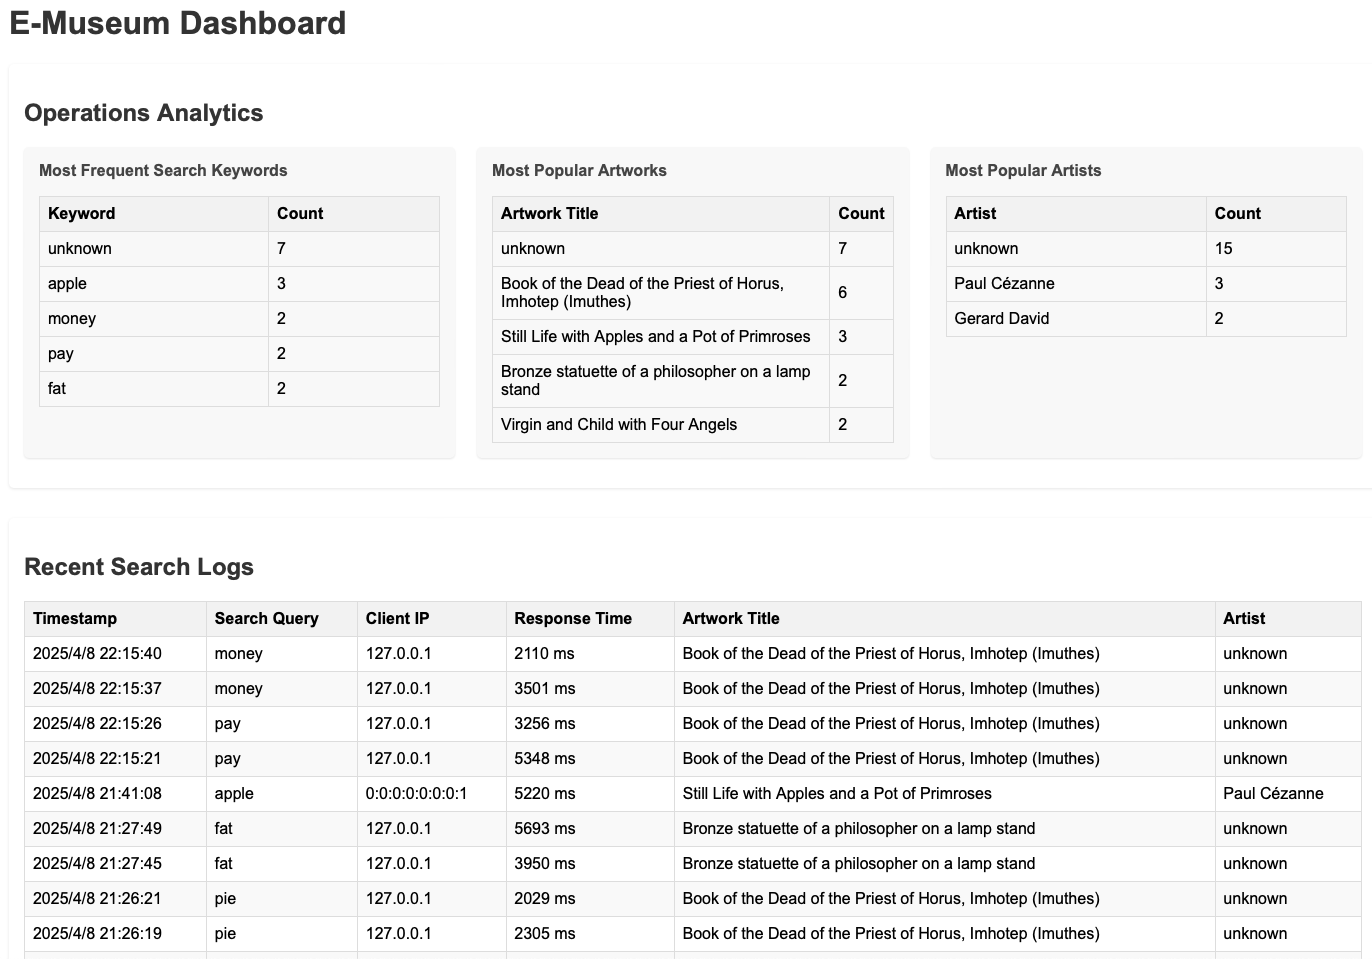 E-Museum Dashboard
Operations Analytics
Most Frequent Search Keywords
Keyword Count
unknown 7
apple 3
money 2
pay 2
fat 2
Most Popular Artworks
Artwork Title Count
unknown 7
Book of the Dead of the Priest of Horus,
Imhotep (Imuthes) 6
Still Life with Apples and a Pot of Primroses 3
Bronze statuette of a philosopher on a lamp
stand 2
Virgin and Child with Four Angels 2
Most Popular Artists
Artist Count
unknown 15
Paul Cézanne 3
Gerard David 2
Recent Search Logs
Timestamp Search Query Client IP Response Time Artwork Title Artist
2025/4/8 22:15:40 money 127.0.0.1 2110 ms Book of the Dead of the Priest of Horus, Imhotep (Imuthes) unknown
2025/4/8 22:15:37 money 127.0.0.1 3501 ms Book of the Dead of the Priest of Horus, Imhotep (Imuthes) unknown
2025/4/8 22:15:26 pay 127.0.0.1 3256 ms Book of the Dead of the Priest of Horus, Imhotep (Imuthes) unknown
2025/4/8 22:15:21 pay 127.0.0.1 5348 ms Book of the Dead of the Priest of Horus, Imhotep (Imuthes) unknown
2025/4/8 21:41:08 apple 0:0:0:0:0:0:0:1 5220 ms Still Life with Apples and a Pot of Primroses Paul Cézanne
2025/4/8 21:27:49 fat 127.0.0.1 5693 ms Bronze statuette of a philosopher on a lamp stand unknown
2025/4/8 21:27:45 fat 127.0.0.1 3950 ms Bronze statuette of a philosopher on a lamp stand unknown
2025/4/8 21:26:21 pie 127.0.0.1 2029 ms Book of the Dead of the Priest of Horus, Imhotep (Imuthes) unknown
2025/4/8 21:26:19 pie 127.0.0.1 2305 ms Book of the Dead of the Priest of Horus, Imhotep (Imuthes) unknown